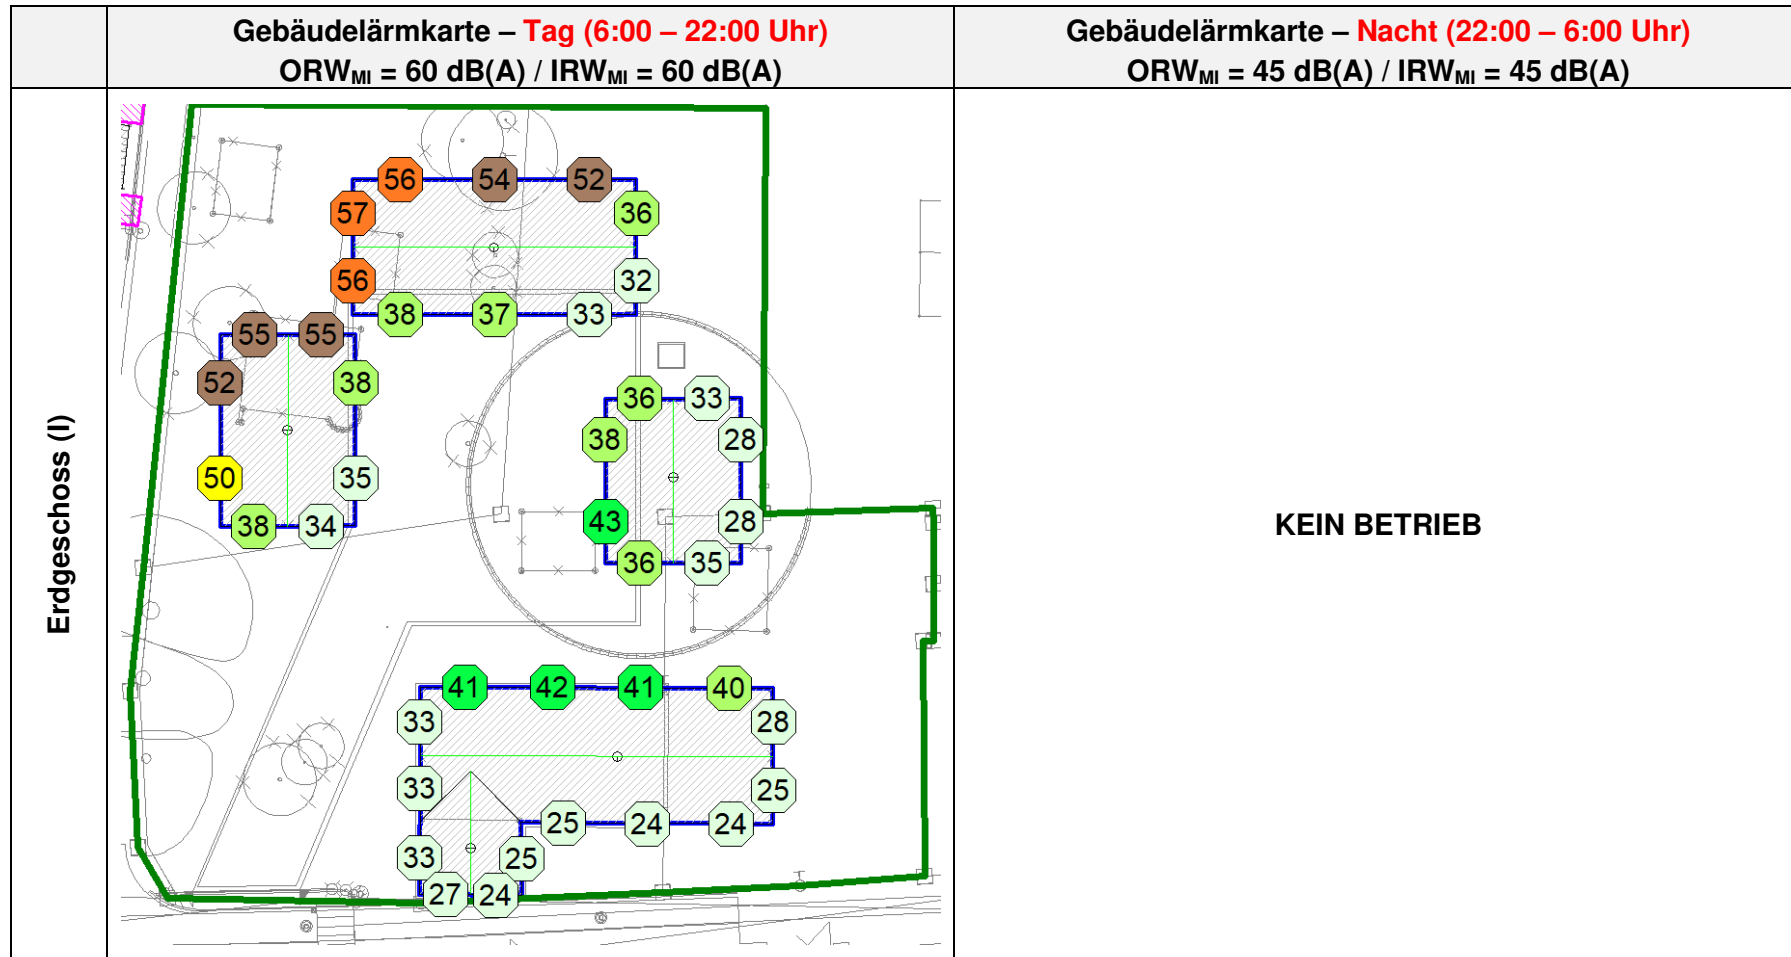 Gebäudelärmkarte – Tag (6:00 – 22:00 Uhr)
ORWMI = 60 dB(A) / IRWMI = 60 dB(A)
Gebäudelärmkarte – Nacht (22:00 – 6:00 Uhr)
ORWMI = 45 dB(A) / IRWMI = 45 dB(A)
Erdgeschoss (I)
56 54 52
57 36
56 32
38 37 33
55 55
52 38
50 35
38 34
36 33
38 28
43 28
36 35
41 42 41 40
33 28
33 25
25 24 24
33 25
27 24
KEIN BETRIEB